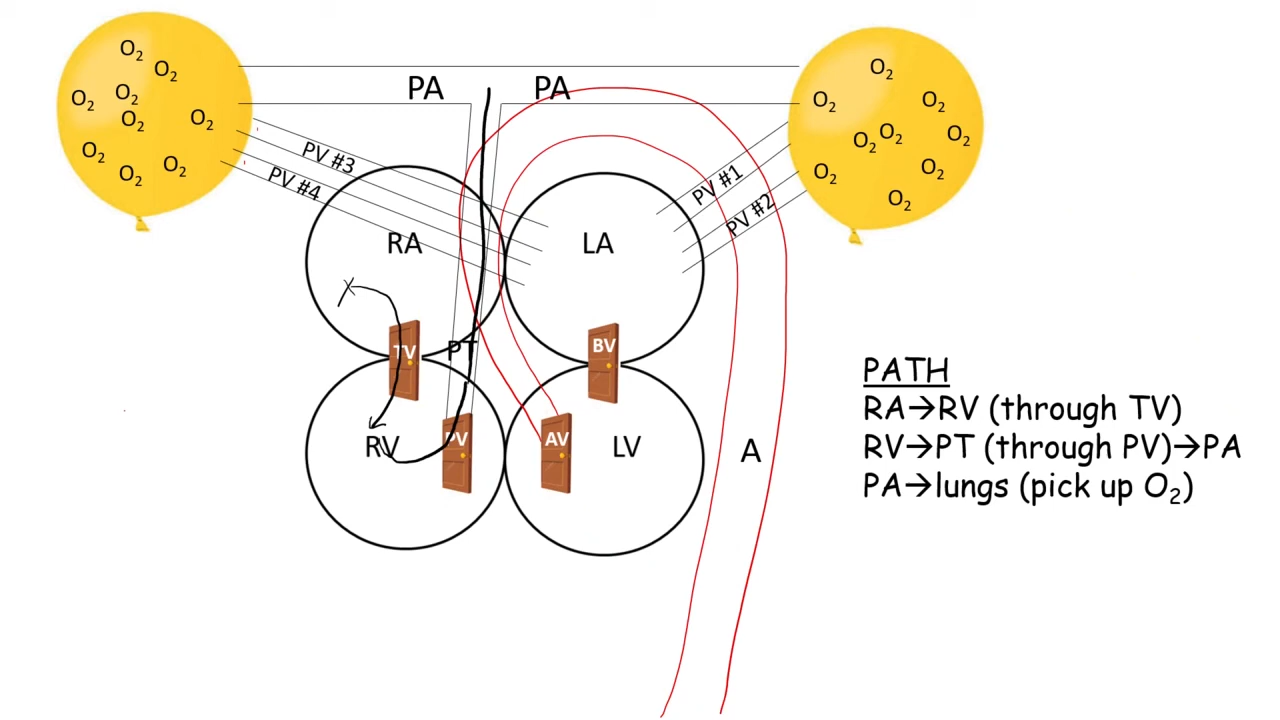 O₂
O₂
O₂
O₂
O₂
O₂
O₂
O₂
O₂
PA
PA
O₂
O₂
O₂
O₂
O₂
O₂
O₂
O₂
O₂
PV #3
PV #4
PV #1
PV #2
RA
LA
TV
PT
BV
RV
PV
AV
LV
A
PATH
RA→RV (through TV)
RV→PT (through PV)→PA
PA→lungs (pick up O₂)